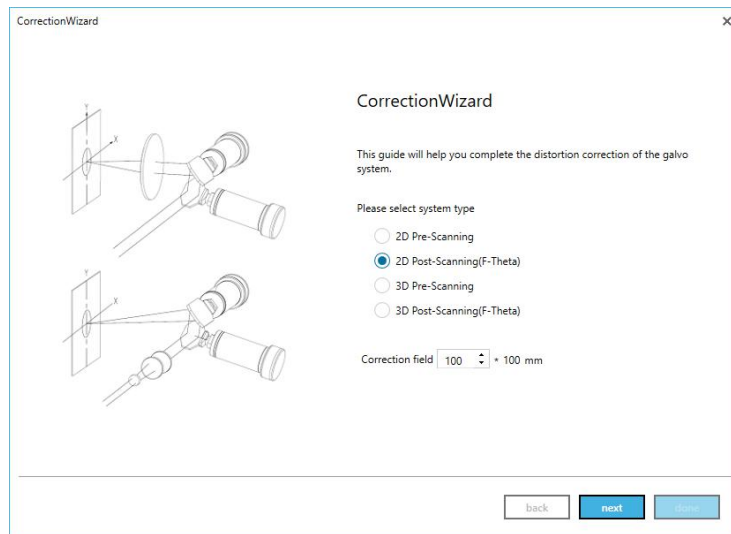 CorrectionWizard
Y
X
Y
X
CorrectionWizard
This guide will help you complete the distortion correction of the galvo
system.
Please select system type
2D Pre-Scanning
2D Post-Scanning(F-Theta)
3D Pre-Scanning
3D Post-Scanning(F-Theta)
Correction field 100 * 100 mm
back next done